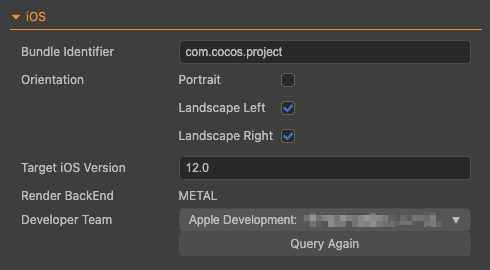 iOS
Bundle Identifier com.cocos.project
Orientation Portrait
Landscape Left
Landscape Right
Target iOS Version 12.0
Render BackEnd METAL
Developer Team Apple Development:
Query Again